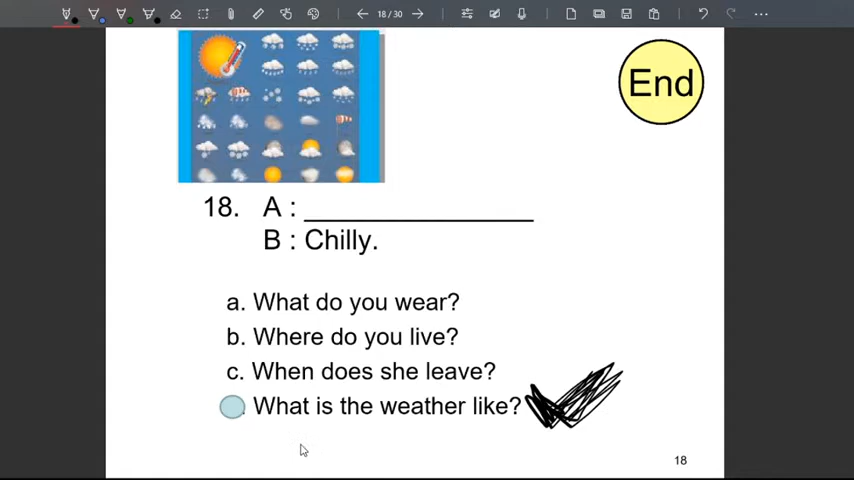 18 / 30
End
18. A : _________________
B : Chilly.
a. What do you wear?
b. Where do you live?
c. When does she leave?
. What is the weather like?
18